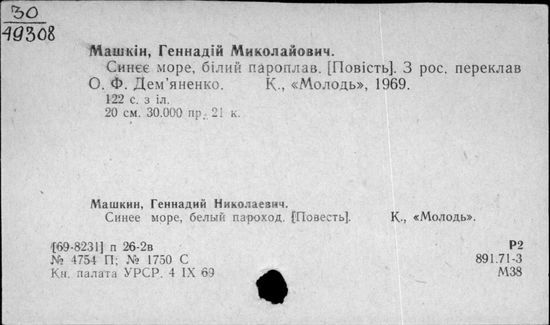 30
49308
Машкін, Геннадій Миколайович.
Синєє море, білий пароплав. [Повість]. З рос. переклав
О. Ф. Дем'яненко. К., «Молодь», 1969.
122 с. з іл.
20 см. 30.000 пр. 21 к.
Машкин, Геннадий Николаевич.
Синее море, белый пароход. [Повесть]. К., «Молодь».
[69-8231] п 26-2в
№ 4754 П; № 1750 С
Кн. палата УРСР. 4 IX 69
Р2
891.71-3
М38